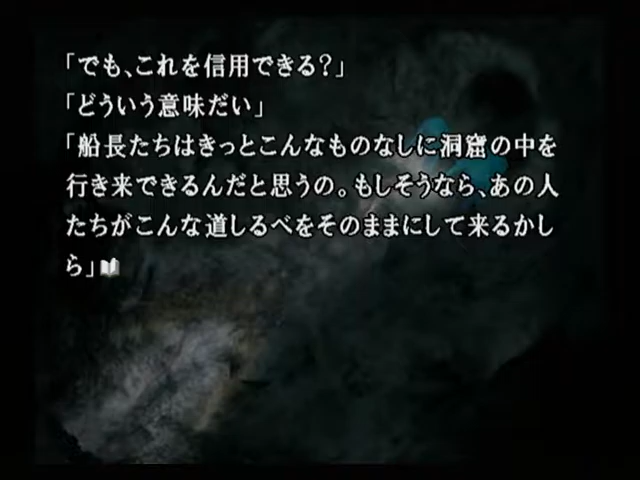 「でも、これを信用できる？」
「どういう意味だい」
「船長たちはきっとこんなものなしに洞窟の中を
行き来できるんだと思うの。もしそうなら、あの人
たちがこんな道しるべをそのままにして来るかし
ら」